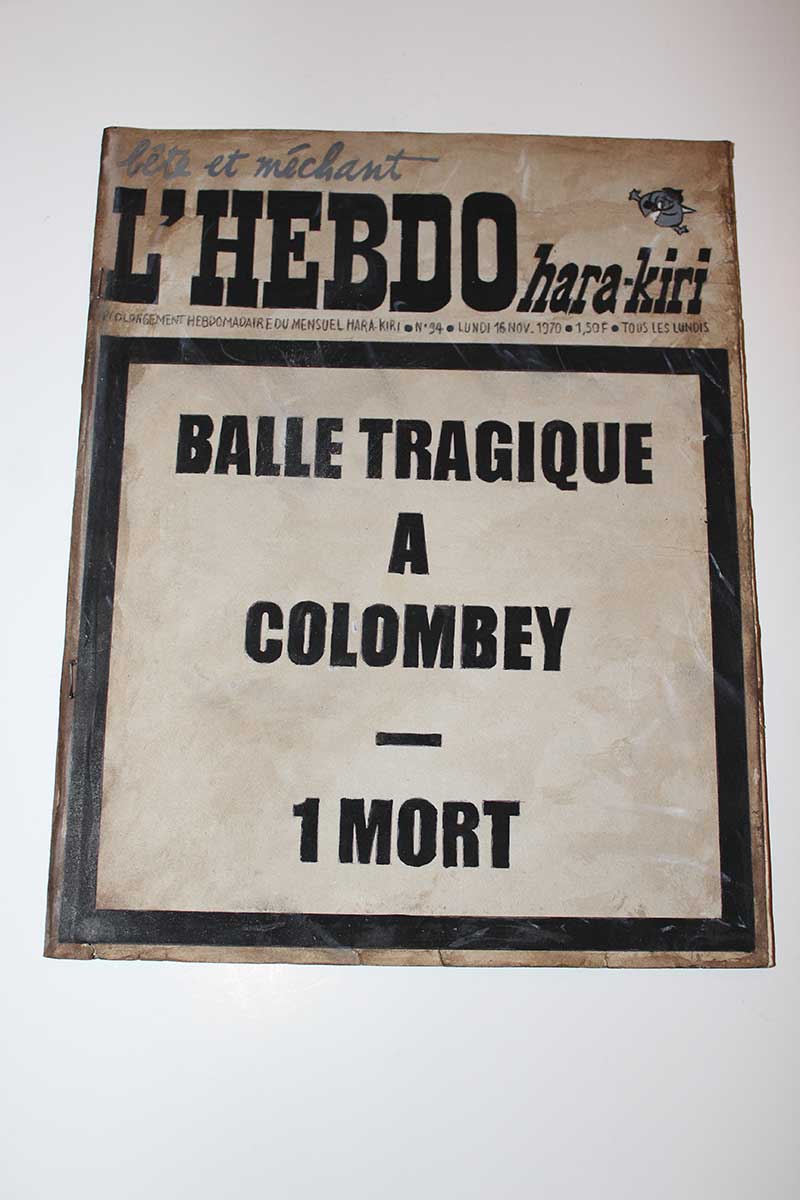 bête et méchant
L'HEBDO hara-kiri
PROLONGEMENT HEBDOMADAIRE DU MENSUEL HARA-KIRI ● N°94 ● LUNDI 16 NOV. 1970 ● 1,50F ● TOUS LES LUNDIS
BALLE TRAGIQUE
A
COLOMBEY
—
1 MORT